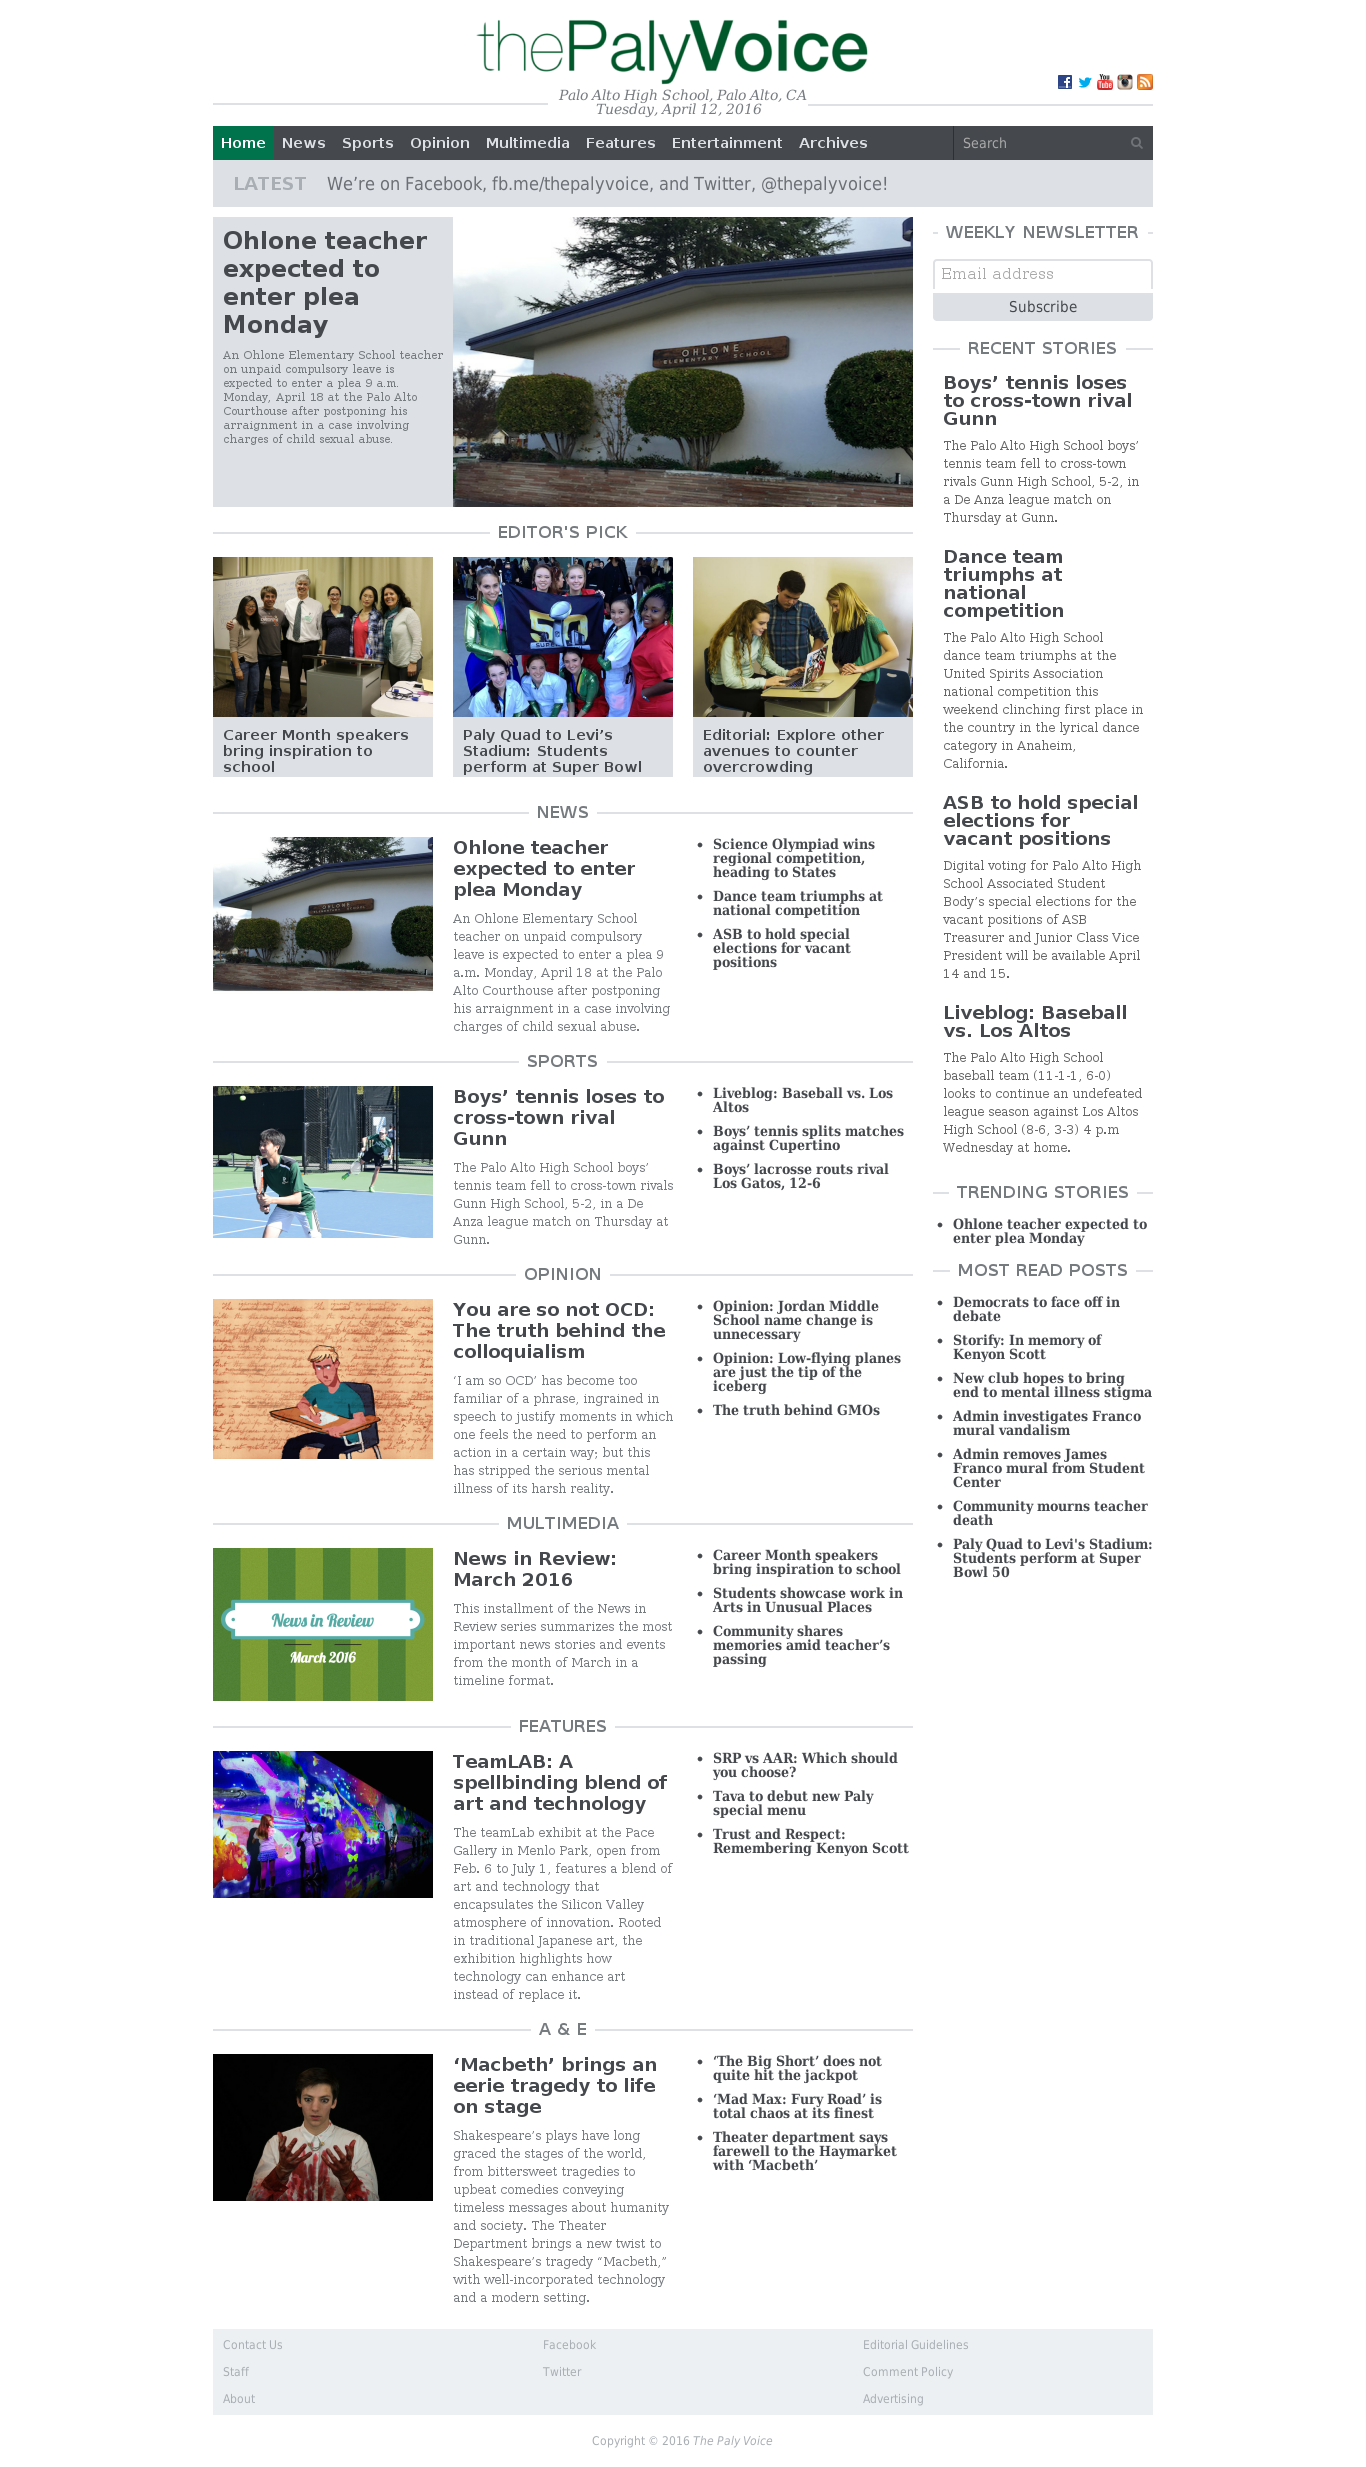 thePalyVoice
Palo Alto High School, Palo Alto, CA
Tuesday, April 12, 2016
Home News Sports Opinion Multimedia Features Entertainment Archives Search
LATEST We’re on Facebook, fb.me/thepalyvoice, and Twitter, @thepalyvoice!
Ohlone teacher
expected to
enter plea
Monday
An Ohlone Elementary School teacher
on unpaid compulsory leave is
expected to enter a plea 9 a.m.
Monday, April 18 at the Palo Alto
Courthouse after postponing his
arraignment in a case involving
charges of child sexual abuse.
OHLONE
ELEMENTARY SCHOOL
EDITOR'S PICK
Career Month speakers
bring inspiration to
school
50
SUPER
Paly Quad to Levi’s
Stadium: Students
perform at Super Bowl
Editorial: Explore other
avenues to counter
overcrowding
NEWS
OHLONE
Ohlone teacher
expected to enter
plea Monday
An Ohlone Elementary School
teacher on unpaid compulsory
leave is expected to enter a plea 9
a.m. Monday, April 18 at the Palo
Alto Courthouse after postponing
his arraignment in a case involving
charges of child sexual abuse.
Science Olympiad wins
regional competition,
heading to States
Dance team triumphs at
national competition
ASB to hold special
elections for vacant
positions
SPORTS
Boys’ tennis loses to
cross-town rival
Gunn
The Palo Alto High School boys’
tennis team fell to cross-town rivals
Gunn High School, 5-2, in a De
Anza league match on Thursday at
Gunn.
Liveblog: Baseball vs. Los
Altos
Boys’ tennis splits matches
against Cupertino
Boys’ lacrosse routs rival
Los Gatos, 12-6
OPINION
You are so not OCD:
The truth behind the
colloquialism
‘I am so OCD’ has become too
familiar of a phrase, ingrained in
speech to justify moments in which
one feels the need to perform an
action in a certain way; but this
has stripped the serious mental
illness of its harsh reality.
Opinion: Jordan Middle
School name change is
unnecessary
Opinion: Low-flying planes
are just the tip of the
iceberg
The truth behind GMOs
MULTIMEDIA
News in Review
March 2016
News in Review:
March 2016
This installment of the News in
Review series summarizes the most
important news stories and events
from the month of March in a
timeline format.
Career Month speakers
bring inspiration to school
Students showcase work in
Arts in Unusual Places
Community shares
memories amid teacher’s
passing
FEATURES
TeamLAB: A
spellbinding blend of
art and technology
The teamLab exhibit at the Pace
Gallery in Menlo Park, open from
Feb. 6 to July 1, features a blend of
art and technology that
encapsulates the Silicon Valley
atmosphere of innovation. Rooted
in traditional Japanese art, the
exhibition highlights how
technology can enhance art
instead of replace it.
SRP vs AAR: Which should
you choose?
Tava to debut new Paly
special menu
Trust and Respect:
Remembering Kenyon Scott
A & E
‘Macbeth’ brings an
eerie tragedy to life
on stage
Shakespeare’s plays have long
graced the stages of the world,
from bittersweet tragedies to
upbeat comedies conveying
timeless messages about humanity
and society. The Theater
Department brings a new twist to
Shakespeare’s tragedy “Macbeth,”
with well-incorporated technology
and a modern setting.
‘The Big Short’ does not
quite hit the jackpot
‘Mad Max: Fury Road’ is
total chaos at its finest
Theater department says
farewell to the Haymarket
with ‘Macbeth’
WEEKLY NEWSLETTER
Email address
Subscribe
RECENT STORIES
Boys’ tennis loses
to cross-town rival
Gunn
The Palo Alto High School boys’
tennis team fell to cross-town
rivals Gunn High School, 5-2, in
a De Anza league match on
Thursday at Gunn.
Dance team
triumphs at
national
competition
The Palo Alto High School
dance team triumphs at the
United Spirits Association
national competition this
weekend clinching first place in
the country in the lyrical dance
category in Anaheim,
California.
ASB to hold special
elections for
vacant positions
Digital voting for Palo Alto High
School Associated Student
Body’s special elections for the
vacant positions of ASB
Treasurer and Junior Class Vice
President will be available April
14 and 15.
Liveblog: Baseball
vs. Los Altos
The Palo Alto High School
baseball team (11-1-1, 6-0)
looks to continue an undefeated
league season against Los Altos
High School (8-6, 3-3) 4 p.m
Wednesday at home.
TRENDING STORIES
Ohlone teacher expected to
enter plea Monday
MOST READ POSTS
Democrats to face off in
debate
Storify: In memory of
Kenyon Scott
New club hopes to bring
end to mental illness stigma
Admin investigates Franco
mural vandalism
Admin removes James
Franco mural from Student
Center
Community mourns teacher
death
Paly Quad to Levi's Stadium:
Students perform at Super
Bowl 50
Contact Us Facebook Editorial Guidelines
Staff Twitter Comment Policy
About Advertising
Copyright © 2016 The Paly Voice